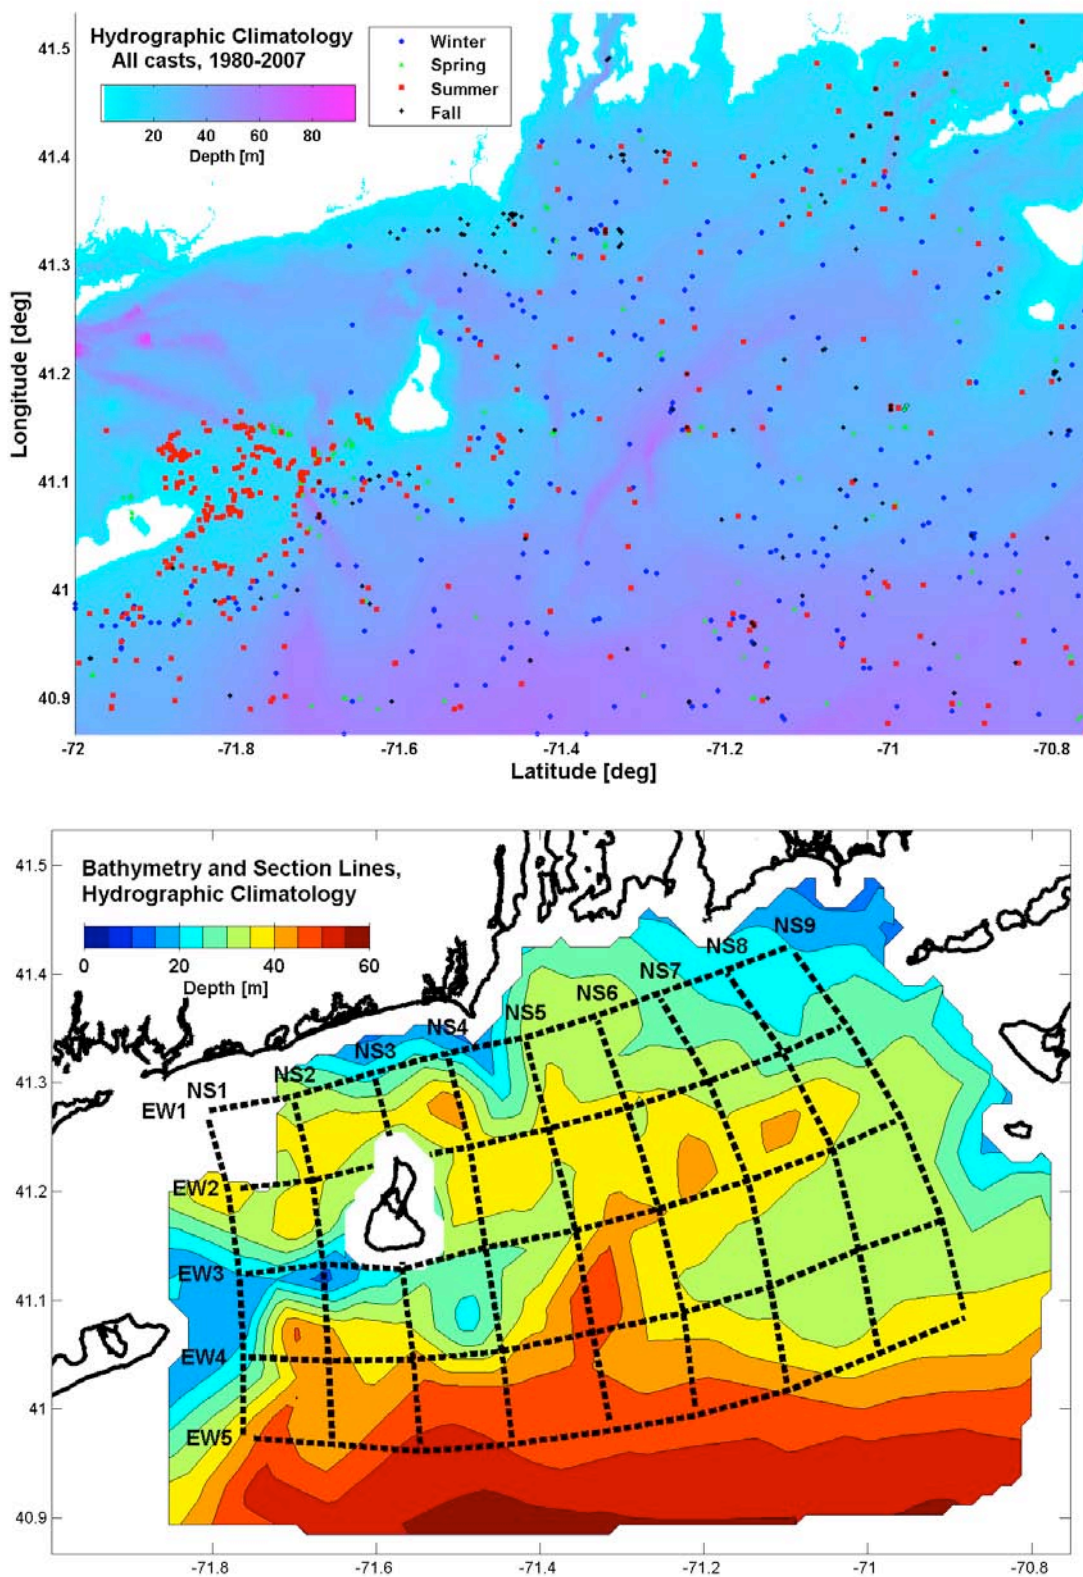 Hydrographic Climatology
All casts, 1980-2007
20 40 60 80
Depth [m]
Winter
Spring
Summer
Fall
41.5
41.4
41.3
41.2
41.1
41
40.9
Longitude [deg]
-72 -71.8 -71.6 -71.4 -71.2 -71 -70.8
Latitude [deg]
Bathymetry and Section Lines,
Hydrographic Climatology
0 20 40 60
Depth [m]
NS9
NS8
NS7
NS6
NS5
NS4
NS3
NS2
NS1
EW1
EW2
EW3
EW4
EW5
41.5
41.4
41.3
41.2
41.1
41
40.9
-71.8 -71.6 -71.4 -71.2 -71 -70.8